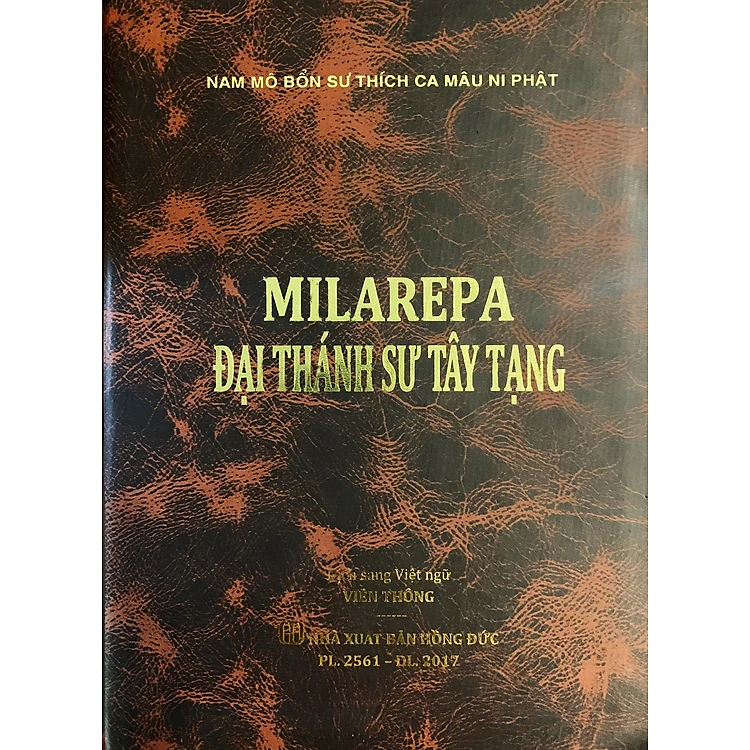 NAM MÔ BỔN SƯ THÍCH CA MÂU NI PHẬT
MILAREPA
ĐẠI THÁNH SƯ TÂY TẠNG
sang Việt ngữ
VIÊN THÔNG
------
NHÀ XUẤT BẢN HỒNG ĐỨC
PL. 2561 – ĐL. 2017